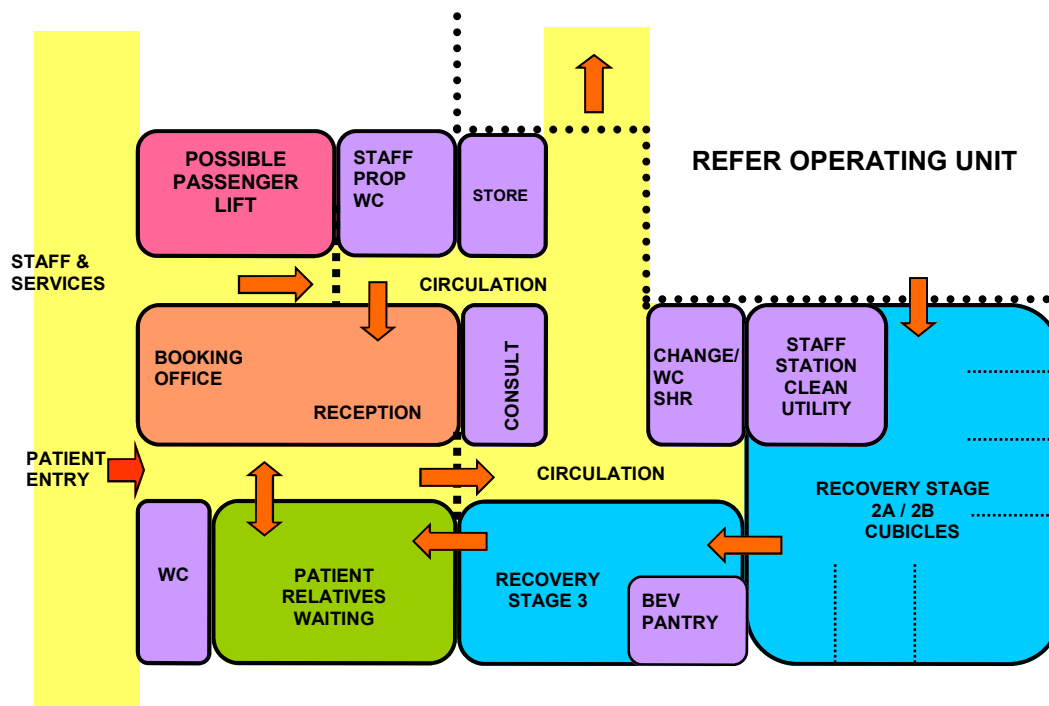 POSSIBLE
PASSENGER
LIFT
STAFF
PROP
WC
STORE
REFER OPERATING UNIT
STAFF &
SERVICES
CIRCULATION
BOOKING
OFFICE
RECEPTION
CONSULT
CHANGE/
WC
SHR
STAFF
STATION
CLEAN
UTILITY
PATIENT
ENTRY
CIRCULATION
RECOVERY STAGE
2A / 2B
CUBICLES
WC
PATIENT
RELATIVES
WAITING
RECOVERY
STAGE 3
BEV
PANTRY